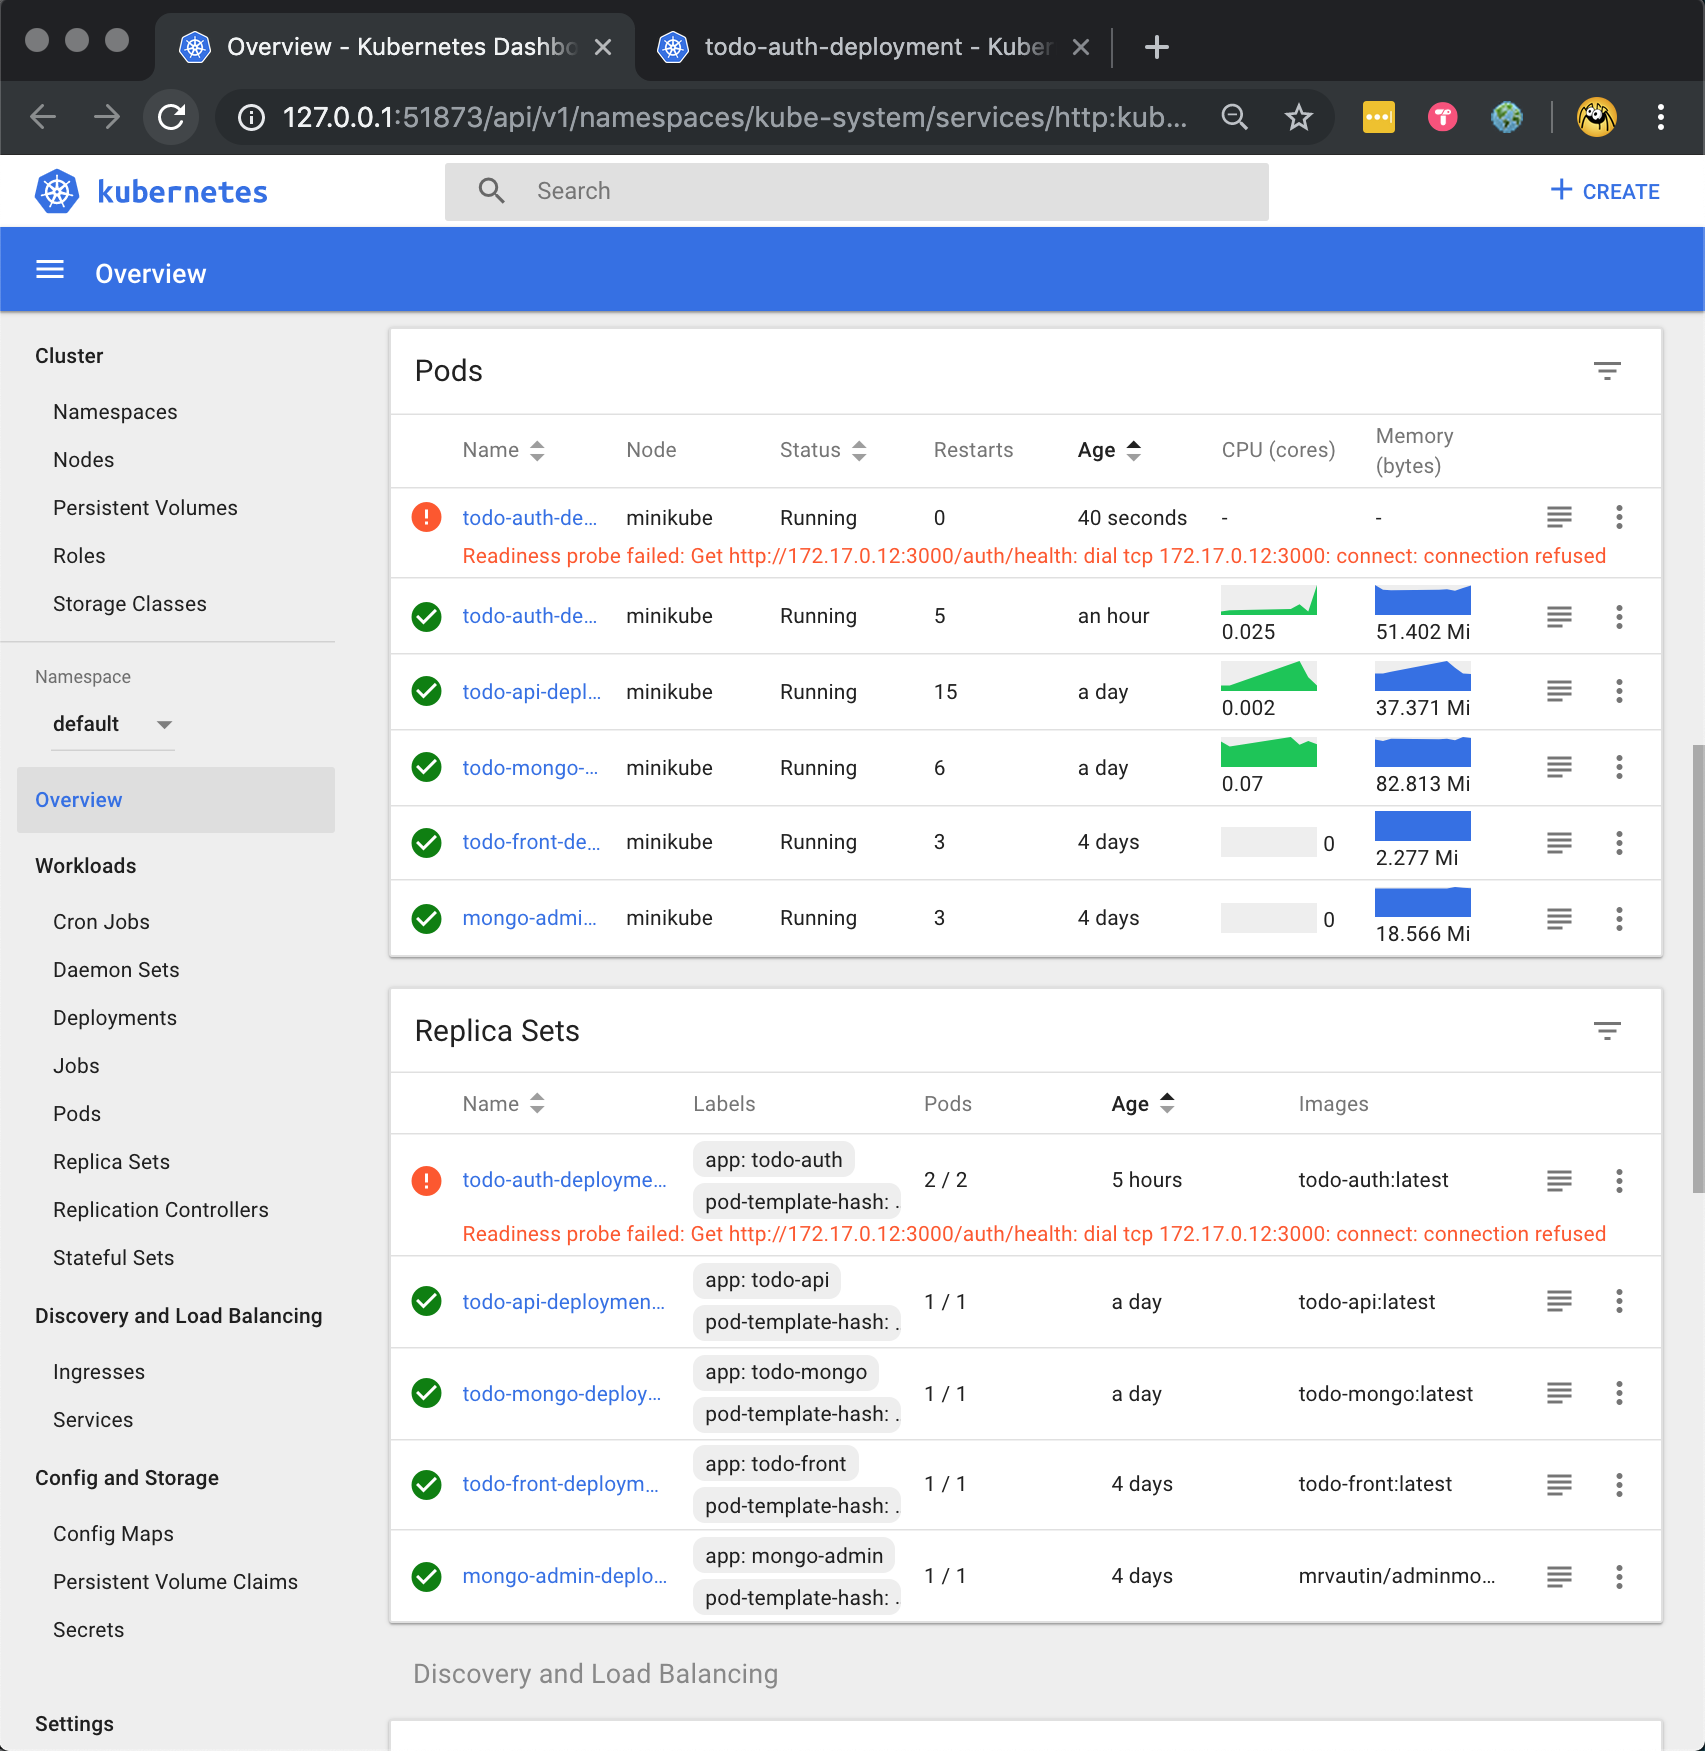 Overview - Kubernetes Dashbo
todo-auth-deployment - Kuber
127.0.0.1:51873/api/v1/namespaces/kube-system/services/http:kub...
kubernetes
Search
CREATE
Overview
Cluster
Namespaces
Nodes
Persistent Volumes
Roles
Storage Classes
Namespace
default
Overview
Workloads
Cron Jobs
Daemon Sets
Deployments
Jobs
Pods
Replica Sets
Replication Controllers
Stateful Sets
Discovery and Load Balancing
Ingresses
Services
Config and Storage
Config Maps
Persistent Volume Claims
Secrets
Settings
Pods
Name Node Status Restarts Age CPU (cores) Memory (bytes)
todo-auth-de... minikube Running 0 40 seconds - -
Readiness probe failed: Get http://172.17.0.12:3000/auth/health: dial tcp 172.17.0.12:3000: connect: connection refused
todo-auth-de... minikube Running 5 an hour 0.025 51.402 Mi
todo-api-depl... minikube Running 15 a day 0.002 37.371 Mi
todo-mongo-... minikube Running 6 a day 0.07 82.813 Mi
todo-front-de... minikube Running 3 4 days 0 2.277 Mi
mongo-admi... minikube Running 3 4 days 0 18.566 Mi
Replica Sets
Name Labels Pods Age Images
todo-auth-deployme... app: todo-auth 2 / 2 5 hours todo-auth:latest
pod-template-hash: .
Readiness probe failed: Get http://172.17.0.12:3000/auth/health: dial tcp 172.17.0.12:3000: connect: connection refused
todo-api-deploymen... app: todo-api 1 / 1 a day todo-api:latest
pod-template-hash: .
todo-mongo-deploy... app: todo-mongo 1 / 1 a day todo-mongo:latest
pod-template-hash: .
todo-front-deploym... app: todo-front 1 / 1 4 days todo-front:latest
pod-template-hash: .
mongo-admin-deplo... app: mongo-admin 1 / 1 4 days mrvautin/adminmo...
pod-template-hash: .
Discovery and Load Balancing